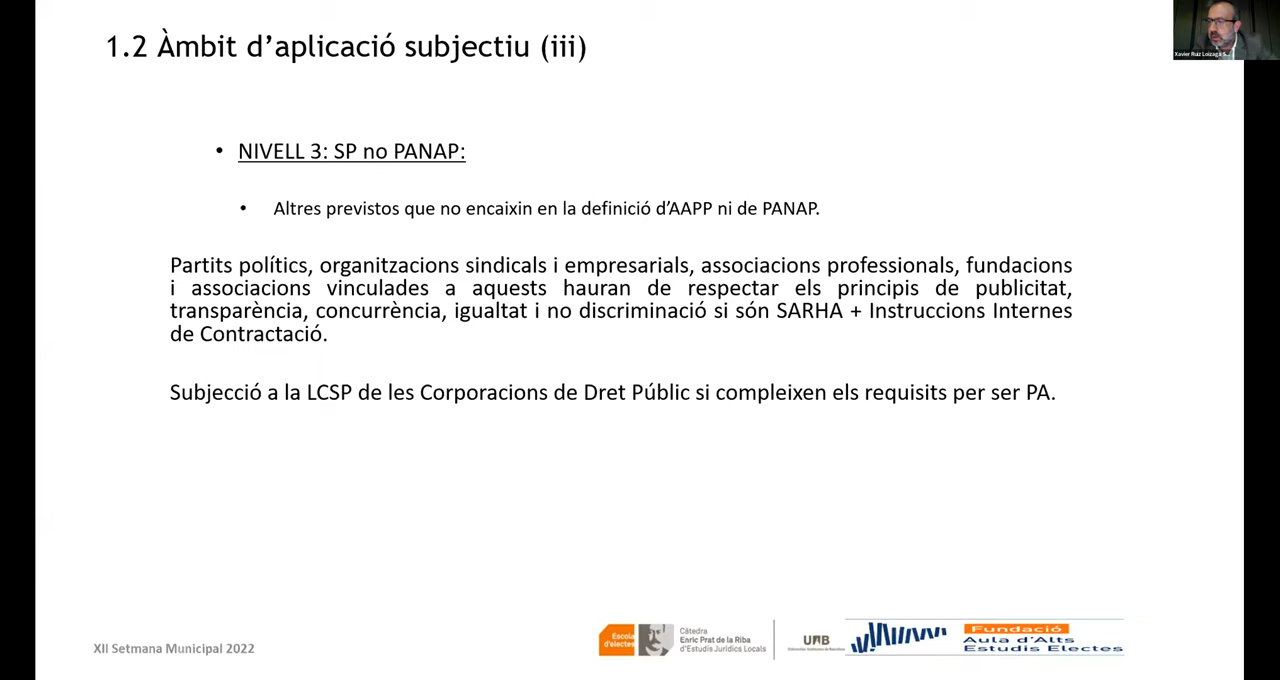 1.2 Àmbit d’aplicació subjectiu (iii)
Xavier Ruiz Loizaga S...
• NIVELL 3: SP no PANAP:
• Altres previstos que no encaixin en la definició d’AAPP ni de PANAP.
Partits polítics, organitzacions sindicals i empresarials, associacions professionals, fundacions
i associacions vinculades a aquests hauran de respectar els principis de publicitat,
transparència, concurrència, igualtat i no discriminació si són SARHA + Instruccions Internes
de Contractació.
Subjecció a la LCSP de les Corporacions de Dret Públic si compleixen els requisits per ser PA.
XII Setmana Municipal 2022
Escola
d'electes
Càtedra
Enric Prat de la Riba
d'Estudis Jurídics Locals
UAB
Universitat Autònoma de Barcelona
Fundació
Aula d'Alts
Estudis Electes